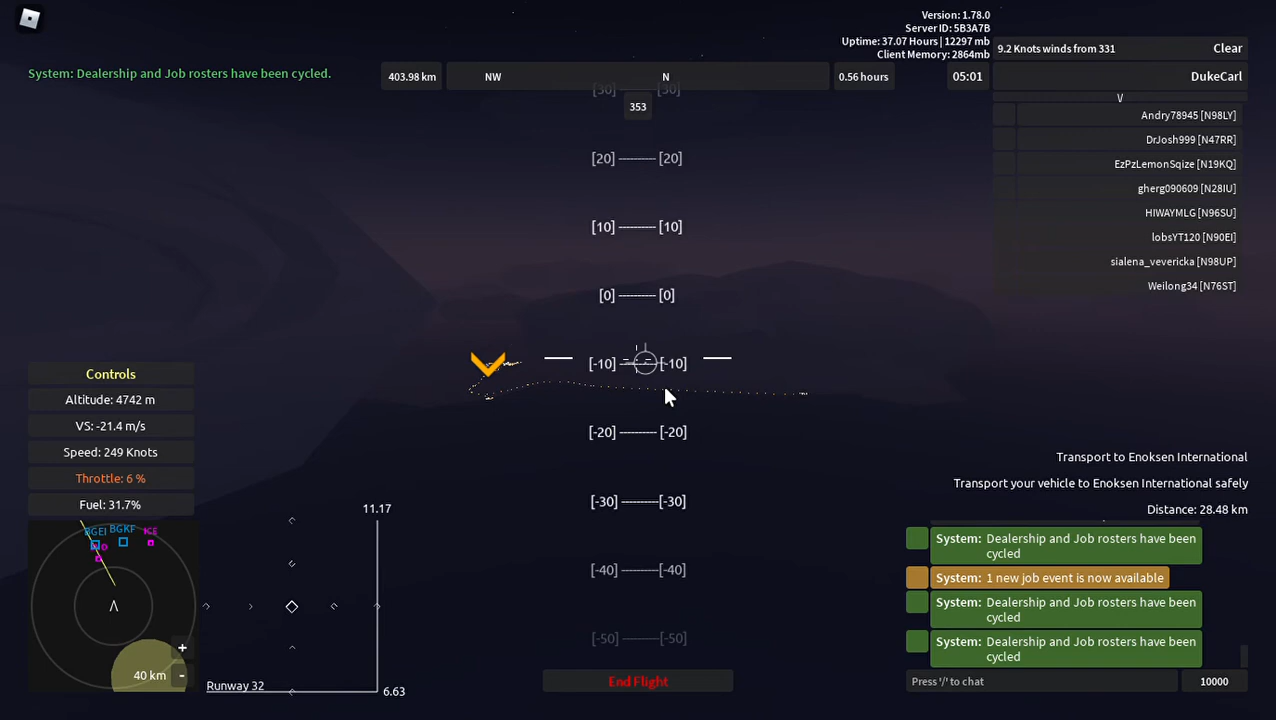 Version: 1.78.0
Server ID: 5B3A7B
Uptime: 37.07 Hours | 12297 mb
Client Memory: 2864mb
9.2 Knots winds from 331
Clear
System: Dealership and Job rosters have been cycled.
403.98 km
NW
N
0.56 hours
05:01
DukeCarl
V
353
Andry78945 [N98LY]
DrJosh999 [N47RR]
EzPzLemonSqize [N19KQ]
gherg090609 [N28IU]
HIWAYMLG [N96SU]
lobsYT120 [N90EI]
sialena_vevericka [N98UP]
Weilong34 [N76ST]
[30] [30]
[20] ---------- [20]
[10] ---------- [10]
[0] ---------- [0]
[-10] ---------- [-10]
[-20] ---------- [-20]
[-30] ---------- [-30]
[-40] ---------- [-40]
[-50] ---------- [-50]
Controls
Altitude: 4742 m
VS: -21.4 m/s
Speed: 249 Knots
Throttle: 6 %
Fuel: 31.7%
BGEI
BGKF
ICE
40 km
+
-
11.17
Runway 32
6.63
End Flight
Transport to Enoksen International
Transport your vehicle to Enoksen International safely
Distance: 28.48 km
System: Dealership and Job rosters have been
cycled
System: 1 new job event is now available
System: Dealership and Job rosters have been
cycled
System: Dealership and Job rosters have been
cycled
Press '/' to chat
10000